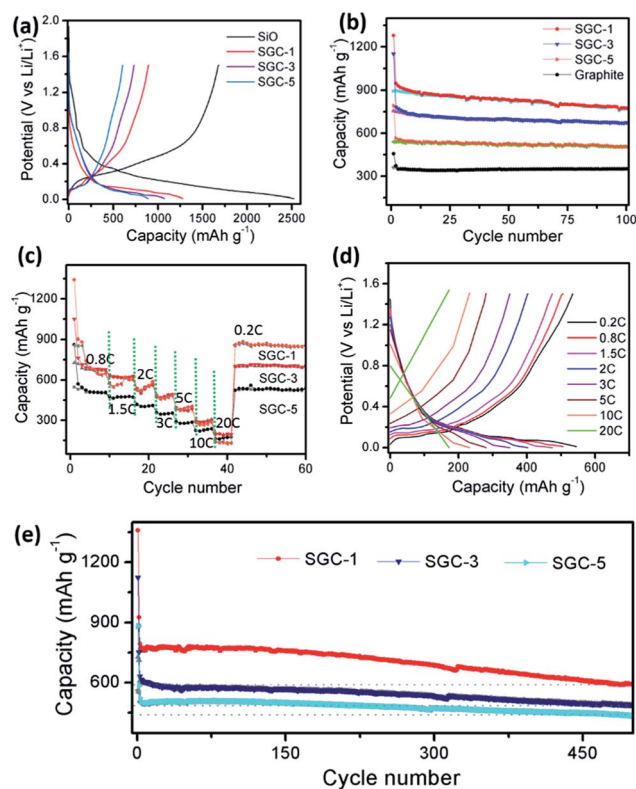 (a)
Potential (V vs Li/Li+)
2.0
1.6
1.2
0.8
0.4
0.0
SiO
SGC-1
SGC-3
SGC-5
0 500 1000 1500 2000 2500
Capacity (mAh g-1)
(b)
Capacity (mAh g-1)
1500
1200
900
600
300
SGC-1
SGC-3
SGC-5
Graphite
0 25 50 75 100
Cycle number
(c)
Capacity (mAh g-1)
1200
900
600
300
0.8C
1.5C
2C
3C
5C
10C
20C
0.2C
SGC-1
SGC-3
SGC-5
0 10 20 30 40 50 60
Cycle number
(d)
Potential (V vs Li/Li+)
1.6
1.2
0.8
0.4
0.0
0.2C
0.8C
1.5C
2C
3C
5C
10C
20C
0 200 400 600
Capacity (mAh g-1)
(e)
Capacity (mAh g-1)
1200
900
600
SGC-1 SGC-3 SGC-5
0 150 300 450
Cycle number